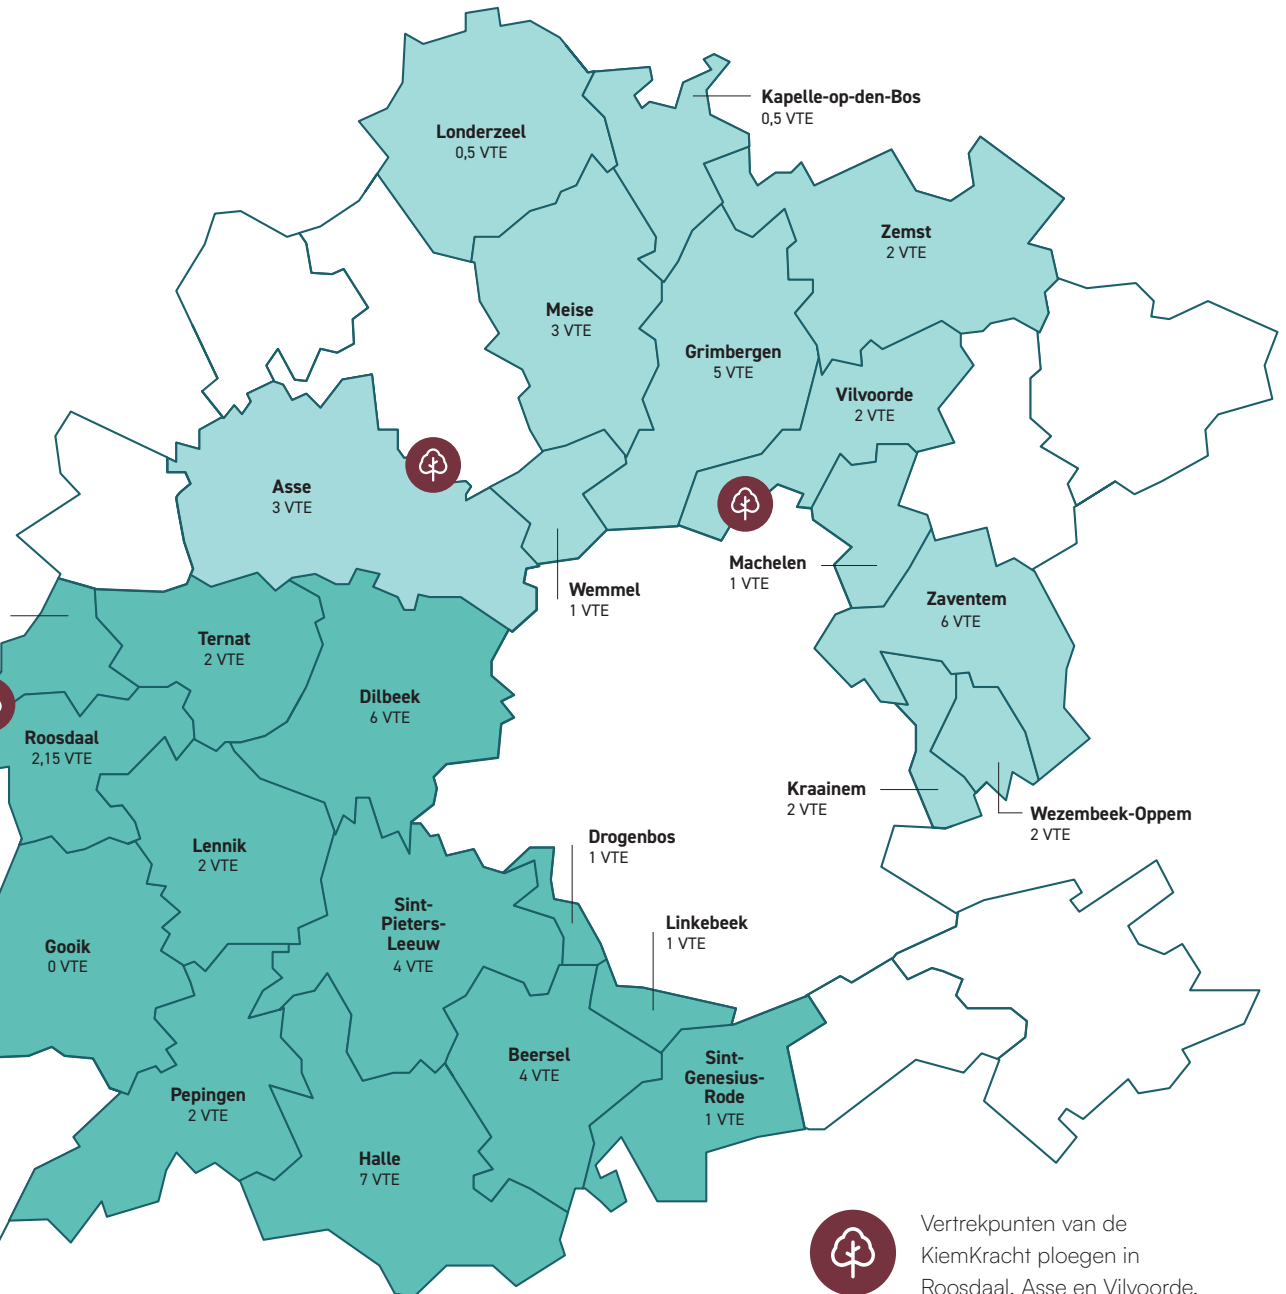 Kapelle-op-den-Bos
0,5 VTE
Londerzeel
0,5 VTE
Zemst
2 VTE
Meise
3 VTE
Grimbergen
5 VTE
Vilvoorde
2 VTE
Asse
3 VTE
Machelen
1 VTE
Wemmel
1 VTE
Zaventem
6 VTE
Ternat
2 VTE
Dilbeek
6 VTE
Roosdaal
2,15 VTE
Kraainem
2 VTE
Wezembeek-Oppem
2 VTE
Lennik
2 VTE
Drogenbos
1 VTE
Sint-
Pieters-
Leeuw
4 VTE
Linkebeek
1 VTE
Gooik
0 VTE
Beersel
4 VTE
Sint-
Genesius-
Rode
1 VTE
Pepingen
2 VTE
Halle
7 VTE
Vertrekpunten van de
KiemKracht ploegen in
Roosdaal, Asse en Vilvoorde.